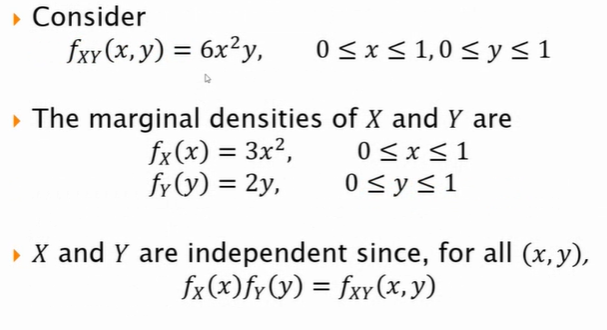 ▸ Consider
f_XY(x, y) = 6x²y, 0 ≤ x ≤ 1, 0 ≤ y ≤ 1
▸ The marginal densities of X and Y are
f_X(x) = 3x², 0 ≤ x ≤ 1
f_Y(y) = 2y, 0 ≤ y ≤ 1
▸ X and Y are independent since, for all (x, y),
f_X(x)f_Y(y) = f_XY(x, y)